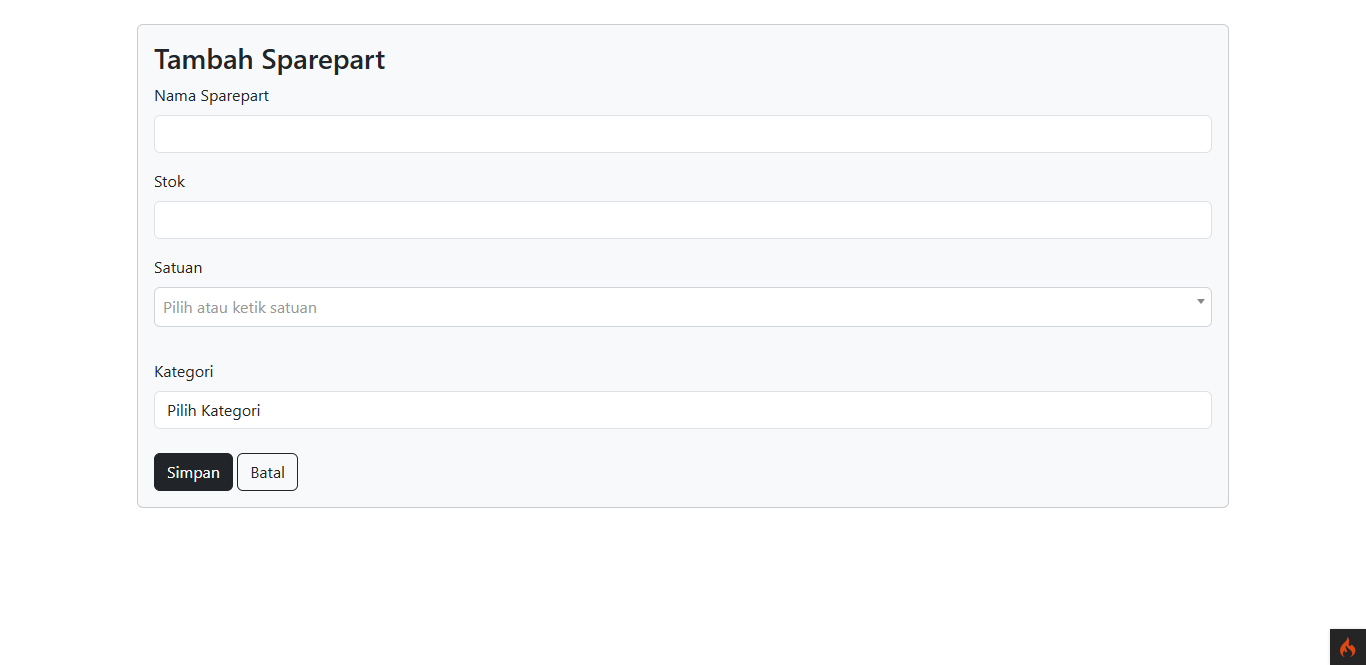 Tambah Sparepart
Nama Sparepart
Stok
Satuan
Pilih atau ketik satuan
Kategori
Pilih Kategori
Simpan Batal